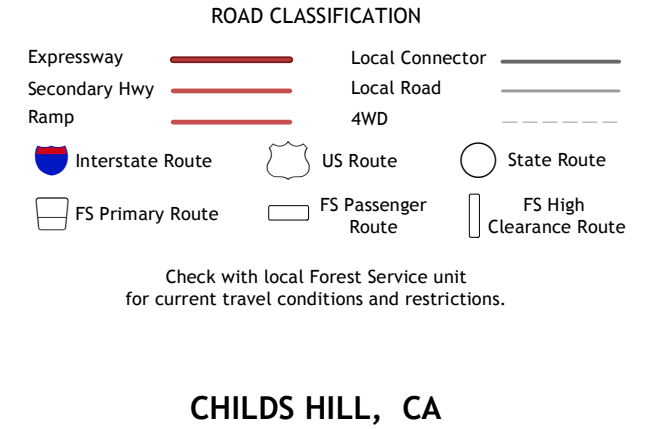 ROAD CLASSIFICATION
Expressway
Local Connector
Secondary Hwy
Local Road
Ramp
4WD
Interstate Route
US Route
State Route
FS Primary Route
FS Passenger
Route
FS High
Clearance Route
Check with local Forest Service unit
for current travel conditions and restrictions.
CHILDS HILL, CA